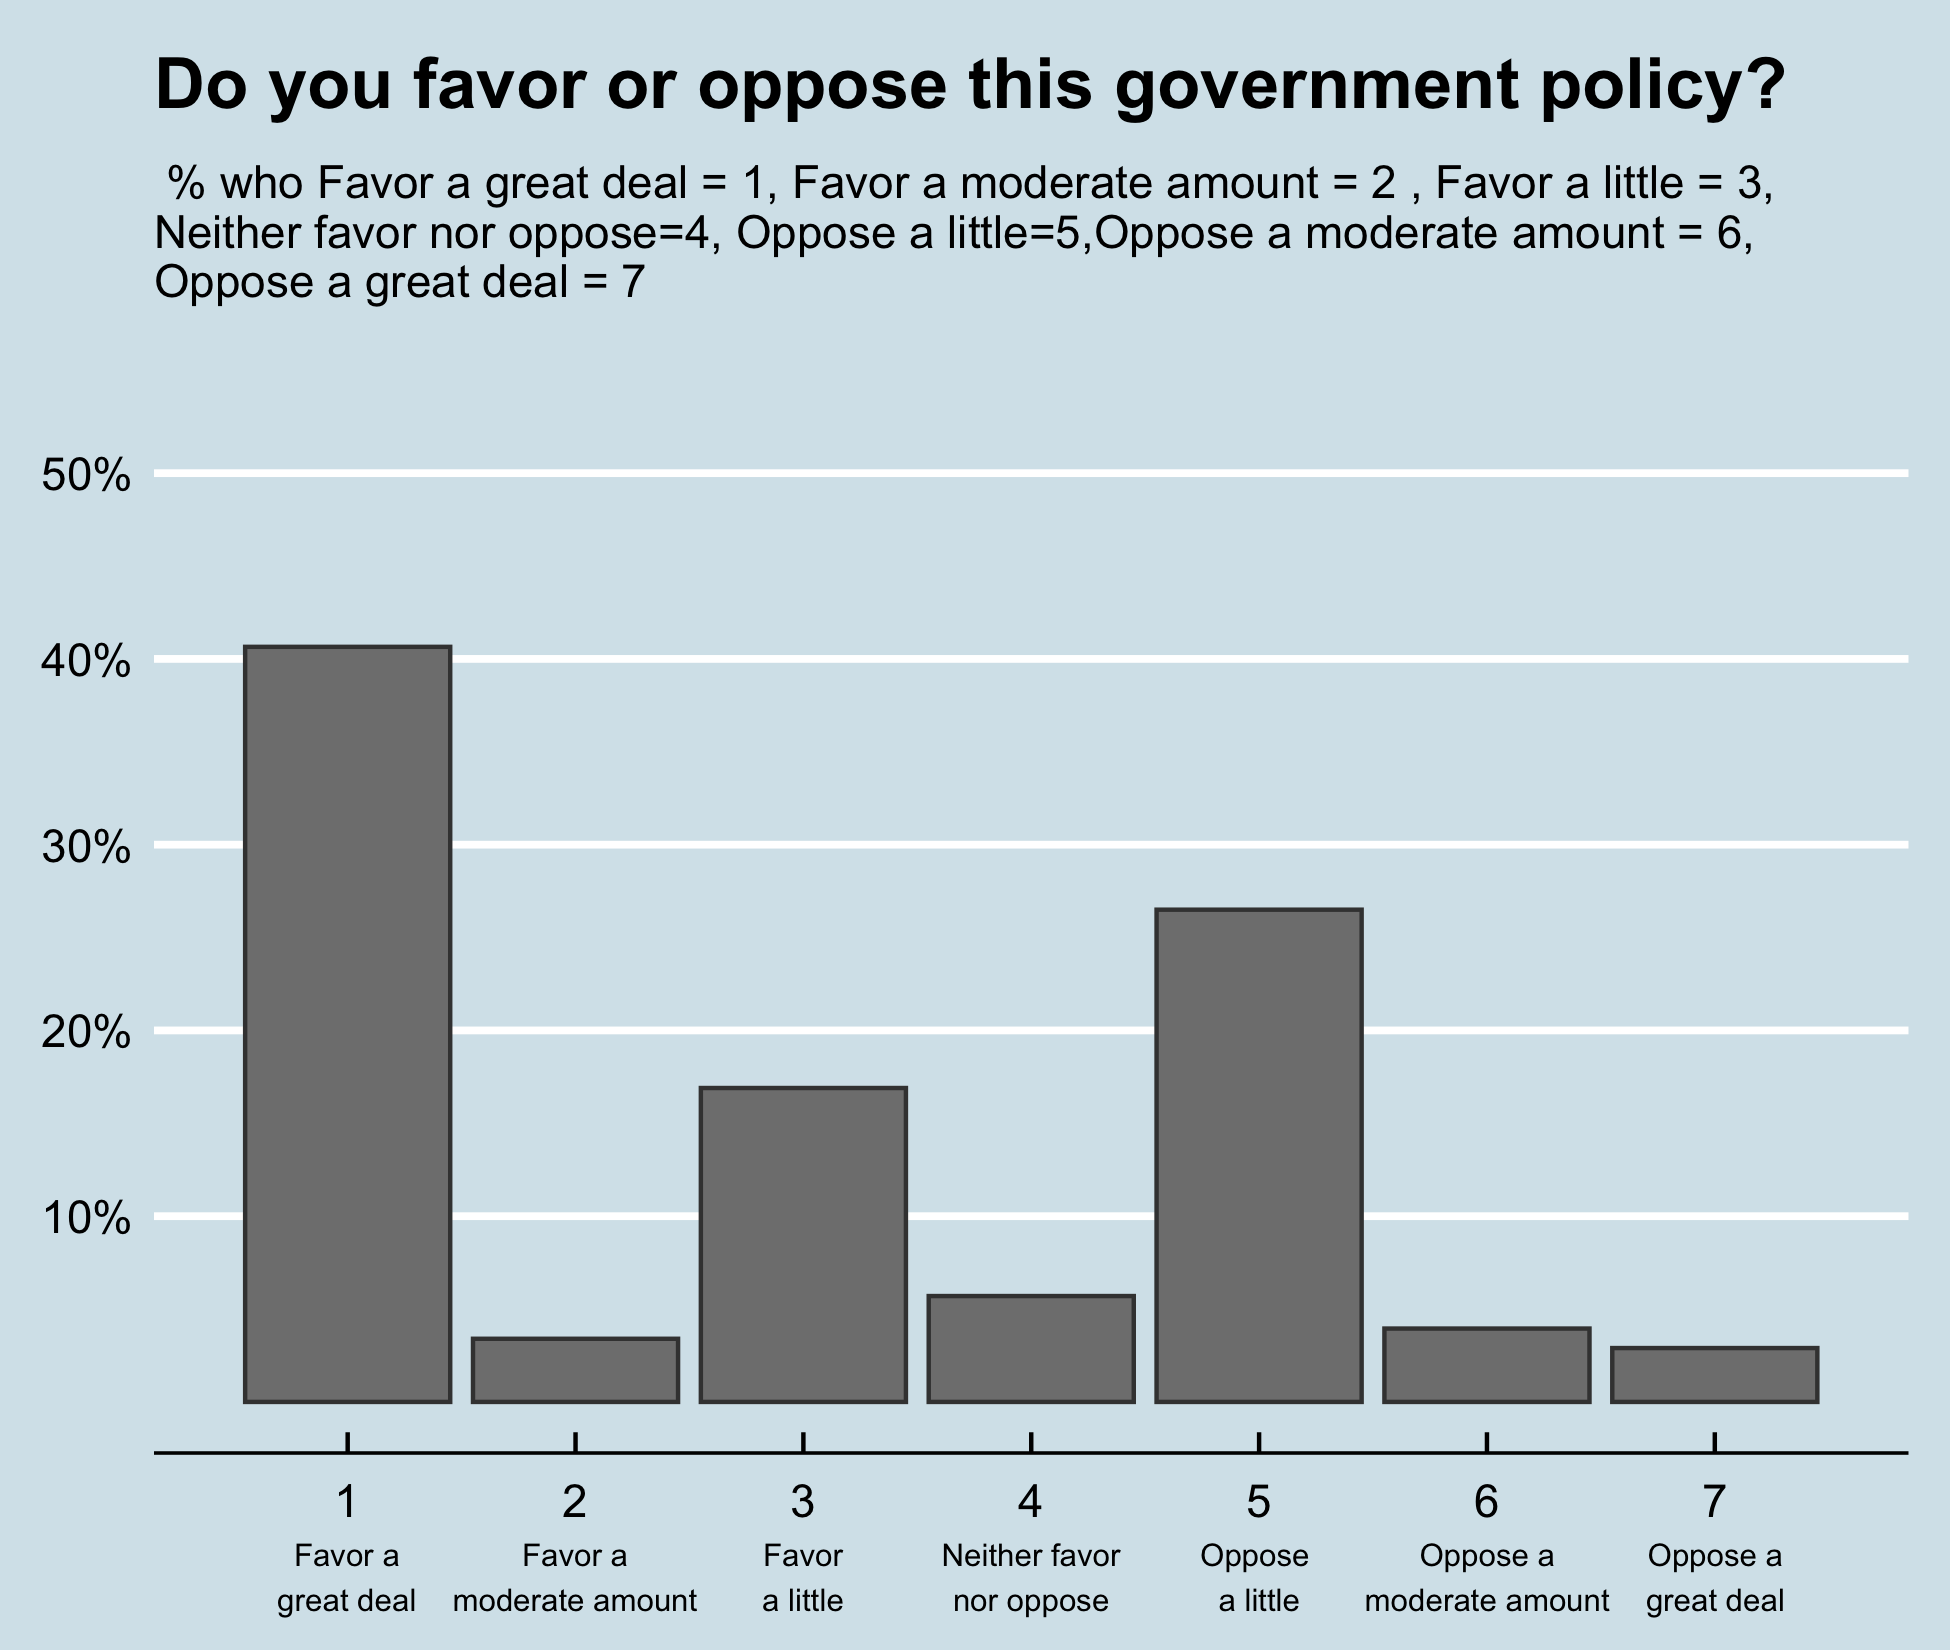 Do you favor or oppose this government policy?
% who Favor a great deal = 1, Favor a moderate amount = 2 , Favor a little = 3,
Neither favor nor oppose=4, Oppose a little=5,Oppose a moderate amount = 6,
Oppose a great deal = 7
50%
40%
30%
20%
10%
1 2 3 4 5 6 7
Favor a Favor a Favor Neither favor Oppose Oppose a Oppose a
great deal moderate amount a little nor oppose a little moderate amount great deal